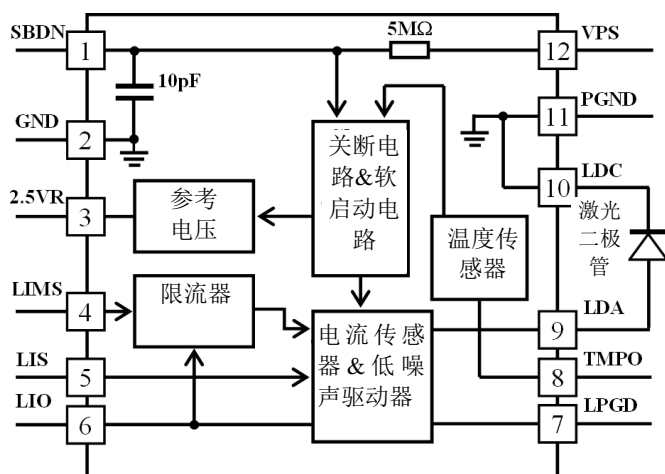 SBDN
1
5MΩ
12
VPS
10pF
GND
2
11
PGND
关断电
路&软
启动电
路
10
LDC
2.5VR
3
参考
电压
温度传
感器
激光
二极
管
LIMS
4
限流器
电流传感
器&低噪
声驱动器
9
LDA
LIS
5
8
TMPO
LIO
6
7
LPGD